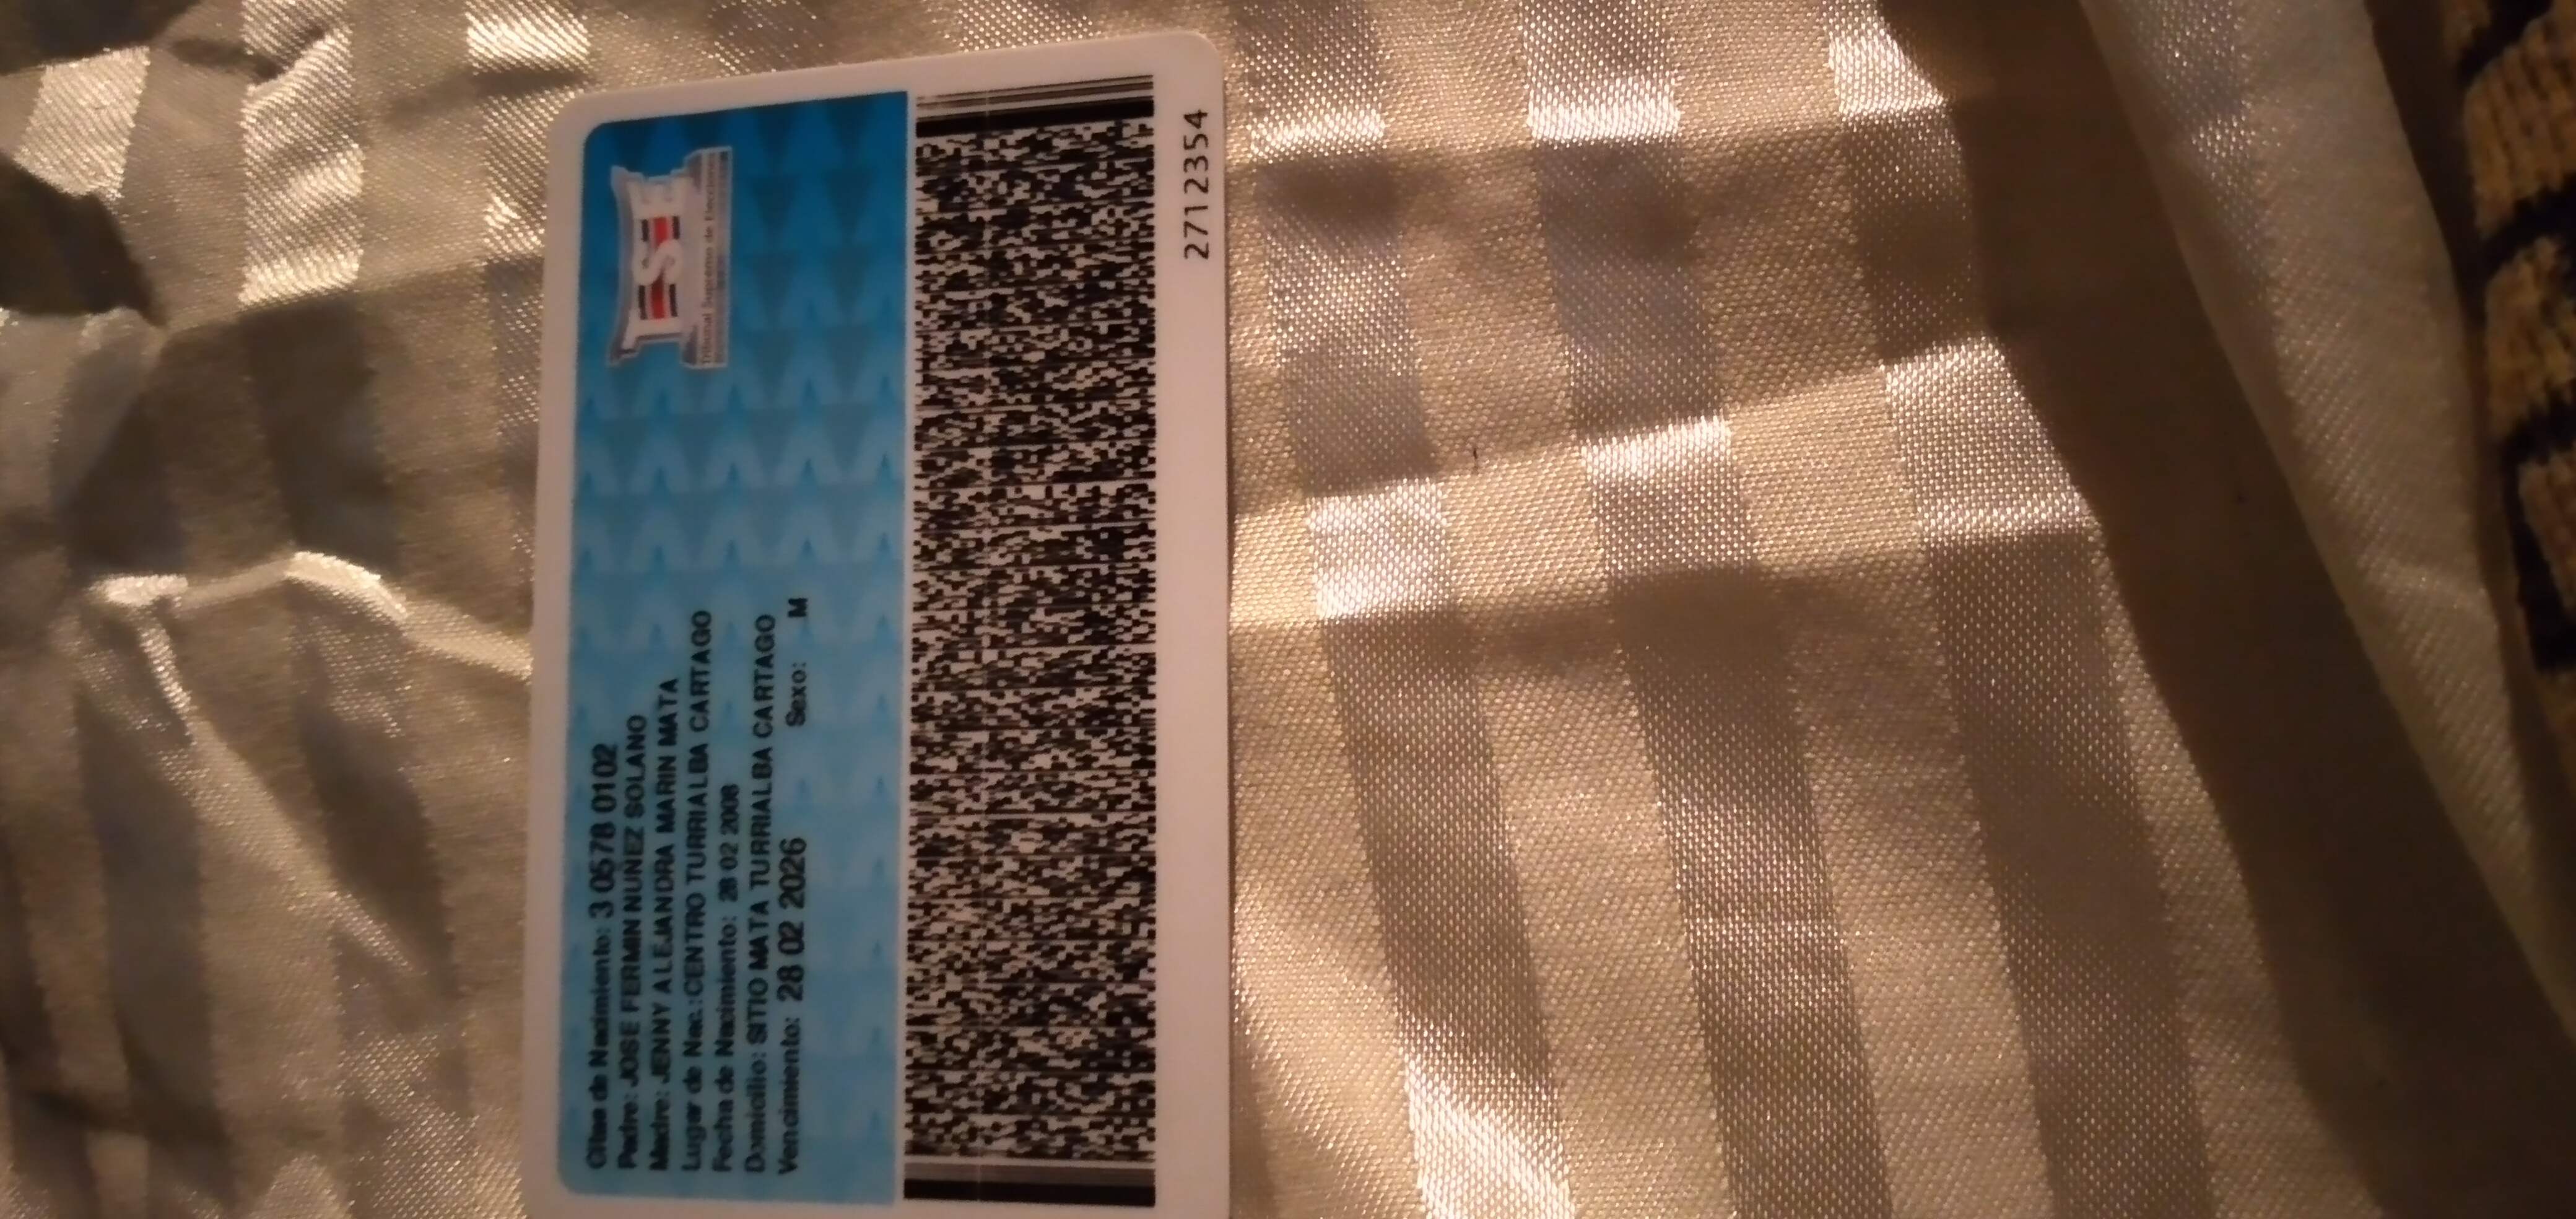 Citas de Nacimiento: 3 0578 0102
Padre: JOSE FERMIN NUÑEZ SOLANO
Madre: JENNY ALEJANDRA MARIN MATA
Lugar de Nac.:CENTRO TURRIALBA CARTAGO
Fecha de Nacimiento: 28 02 2008
Domicilio: SITIO MATA TURRIALBA CARTAGO
Vencimiento: 28 02 2026 Sexo: M
TSE
Tribunal Supremo de Elecciones
2712354